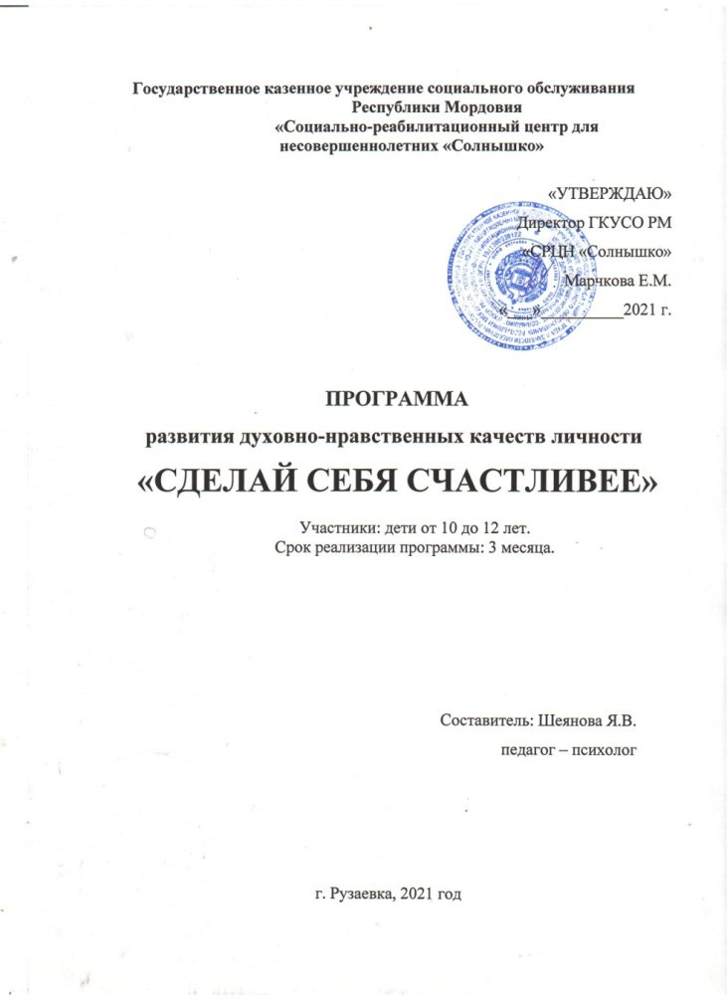 Государственное казенное учреждение социального обслуживания
Республики Мордовия
«Социально-реабилитационный центр для
несовершеннолетних «Солнышко»
«УТВЕРЖДАЮ»
Директор ГКУСО РМ
«СРЦН «Солнышко»
Марчкова Е.М.
«___»__________2021 г.
ПРОГРАММА
развития духовно-нравственных качеств личности
«СДЕЛАЙ СЕБЯ СЧАСТЛИВЕЕ»
Участники: дети от 10 до 12 лет.
Срок реализации программы: 3 месяца.
Составитель: Шеянова Я.В.
педагог – психолог
г. Рузаевка, 2021 год